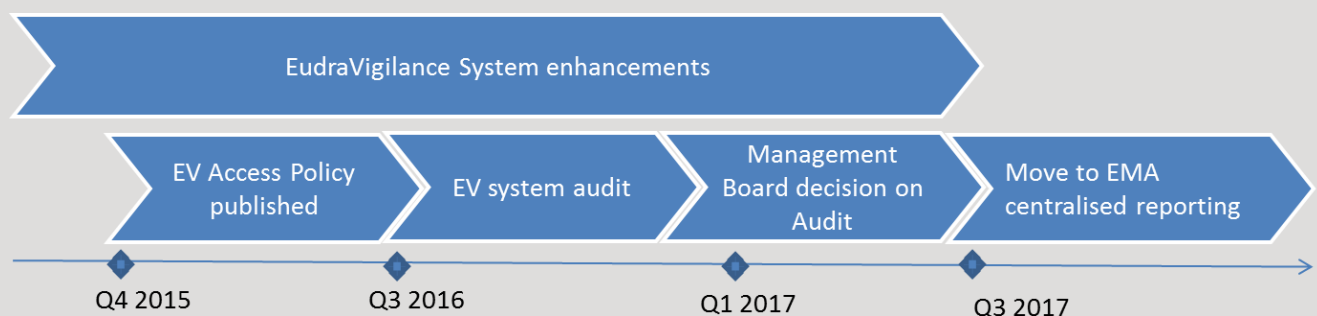 EudraVigilance System enhancements
EV Access Policy
published
EV system audit
Management
Board decision on
Audit
Move to EMA
centralised reporting
Q4 2015
Q3 2016
Q1 2017
Q3 2017